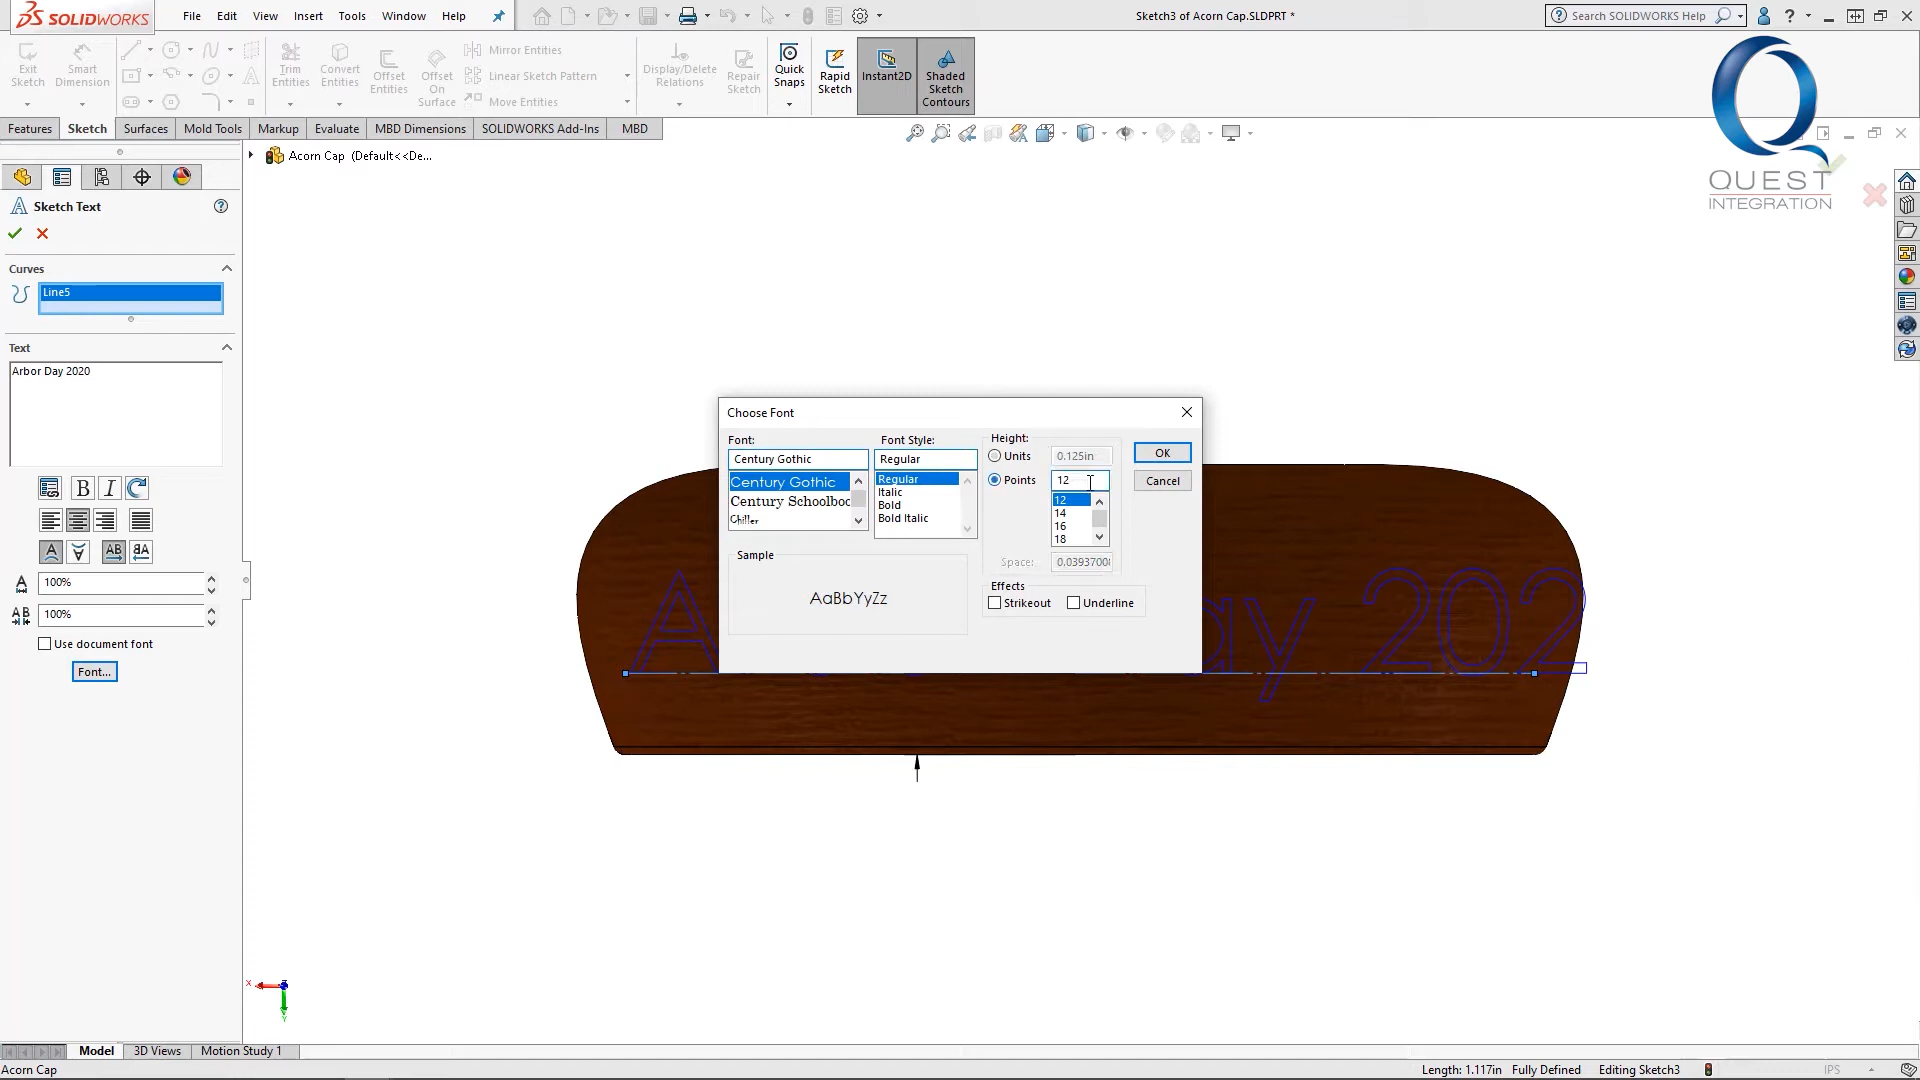 SOLIDWORKS
File Edit View Insert Tools Window Help
Sketch3 of Acorn Cap.SLDPRT *
Search SOLIDWORKS Help
Exit Sketch
Smart Dimension
Trim Entities
Convert Entities
Offset Entities
Offset On Surface
Mirror Entities
Linear Sketch Pattern
Move Entities
Display/Delete Relations
Repair Sketch
Quick Snaps
Rapid Sketch
Instant2D
Shaded Sketch Contours
Features Sketch Surfaces Mold Tools Markup Evaluate MBD Dimensions SOLIDWORKS Add-Ins MBD
QUEST
INTEGRATION
Acorn Cap (Default<<De...
Sketch Text
Curves
Line5
Text
Arbor Day 2020
B I
AB
100%
100%
Use document font
Font...
Choose Font
Font:
Century Gothic
Century Gothic
Century Schoolboo
Chiller
Font Style:
Regular
Regular
Italic
Bold
Bold Italic
Height:
Units 0.125in
Points 12
12
14
16
18
Space: 0.0393700
OK
Cancel
Sample
AaBbYyZz
Effects
Strikeout Underline
A ay 202
X
Y
Model 3D Views Motion Study 1
Acorn Cap
Length: 1.117in Fully Defined Editing Sketch3 IPS